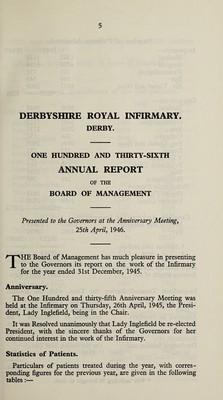 5
DERBYSHIRE ROYAL INFIRMARY.
DERBY.
ONE HUNDRED AND THIRTY-SIXTH
ANNUAL REPORT
OF THE
BOARD OF MANAGEMENT
Presented to the Governors at the Anniversary Meeting,
25th April, 1946.
THE Board of Management has much pleasure in presenting
to the Governors its report on the work of the Infirmary
for the year ended 31st December, 1945.
Anniversary.
The One Hundred and thirty-fifth Anniversary Meeting was
held at the Infirmary on Thursday, 26th April, 1945, the Presi-
dent, Lady Inglefield, being in the Chair.
It was Resolved unanimously that Lady Inglefield be re-elected
President, with the sincere thanks of the Governors for her
continued interest in the work of the Infirmary.
Statistics of Patients.
Particulars of patients treated during the year, with corres-
ponding figures for the previous year, are given in the following
tables :—